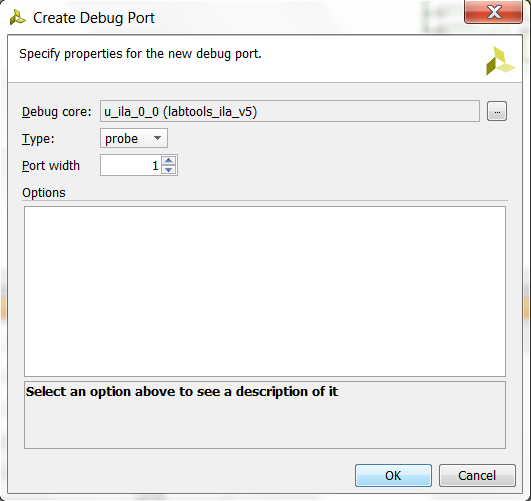 Create Debug Port
Specify properties for the new debug port.
Debug core: u_ila_0_0 (labtools_ila_v5) ...
Type: probe
Port width 1
Options
Select an option above to see a description of it
OK Cancel